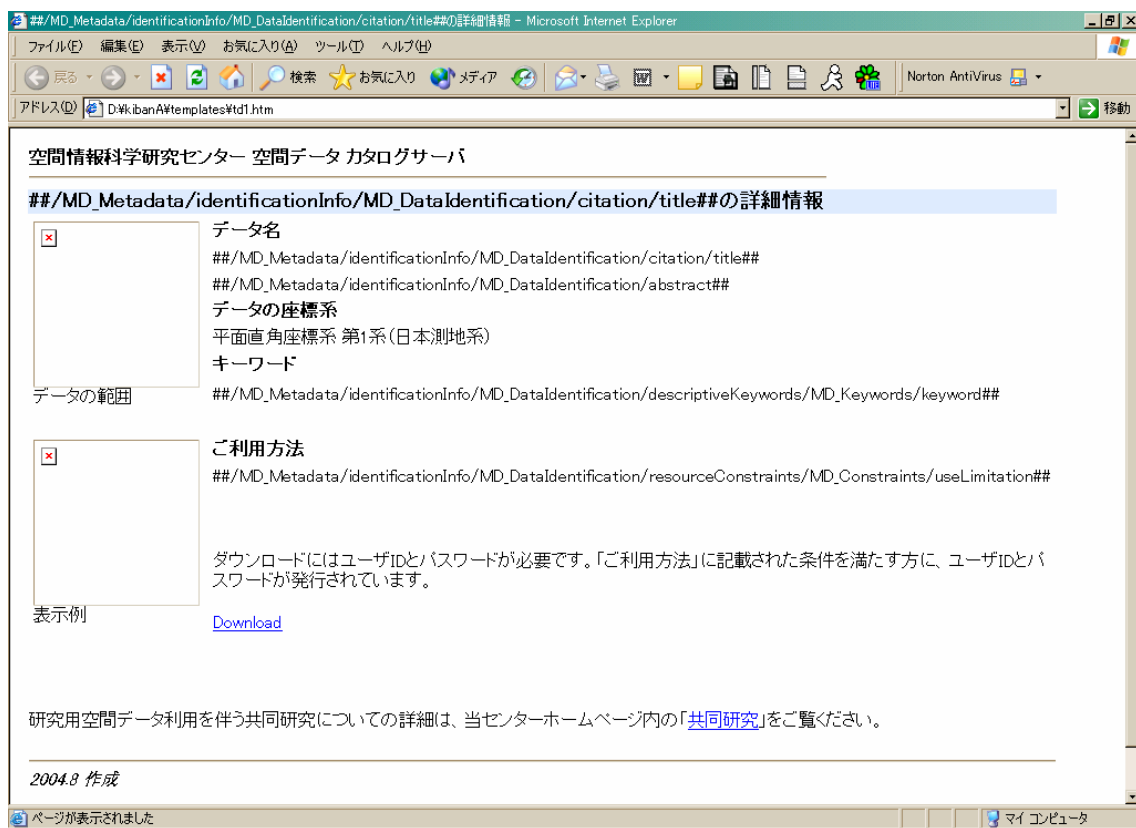 ##/MD_Metadata/identificationInfo/MD_DataIdentification/citation/title##の詳細情報 - Microsoft Internet Explorer
ファイル(F) 編集(E) 表示(V) お気に入り(A) ツール(T) ヘルプ(H)
戻る 検索 お気に入り メディア Norton AntiVirus
アドレス(D) D:¥kibanA¥templates¥td1.htm 移動
空間情報科学研究センター 空間データ カタログサーバ
##/MD_Metadata/identificationInfo/MD_DataIdentification/citation/title##の詳細情報
データ名
##/MD_Metadata/identificationInfo/MD_DataIdentification/citation/title##
##/MD_Metadata/identificationInfo/MD_DataIdentification/abstract##
データの座標系
平面直角座標系 第1系(日本測地系)
キーワード
データの範囲
##/MD_Metadata/identificationInfo/MD_DataIdentification/descriptiveKeywords/MD_Keywords/keyword##
ご利用方法
##/MD_Metadata/identificationInfo/MD_DataIdentification/resourceConstraints/MD_Constraints/useLimitation##
ダウンロードにはユーザIDとパスワードが必要です。「ご利用方法」に記載された条件を満たす方に、ユーザIDとパ
スワードが発行されています。
表示例
Download
研究用空間データ利用を伴う共同研究についての詳細は、当センターホームページ内の「共同研究」をご覧ください。
2004.8 作成
ページが表示されました マイ コンピュータ